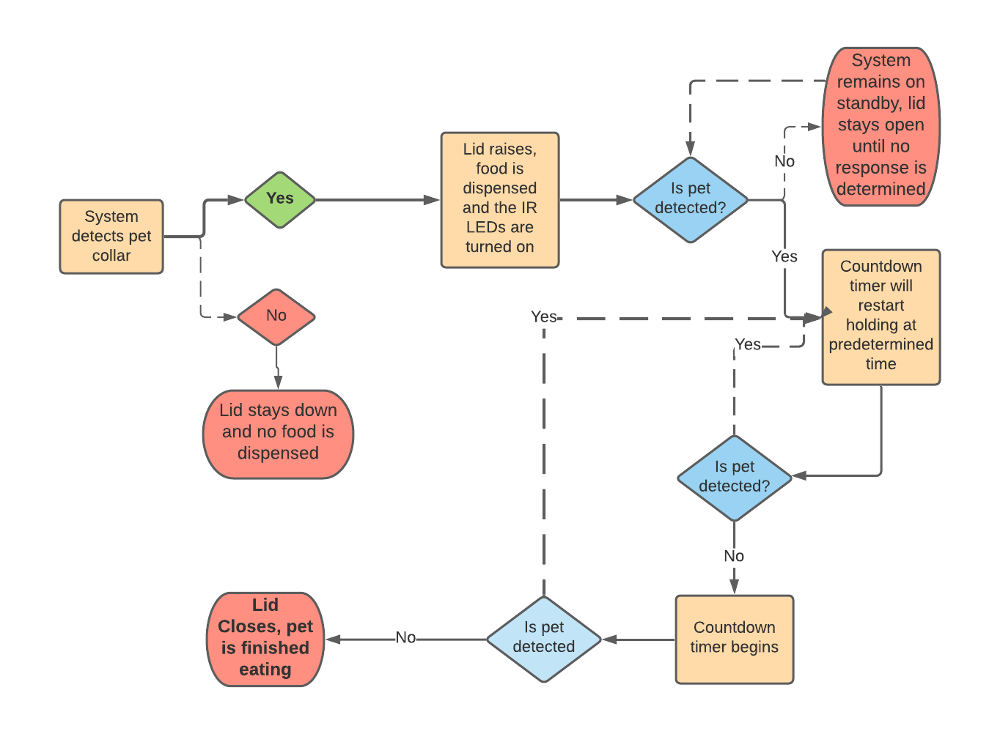 System
detects pet
collar
Yes
No
Lid stays down
and no food is
dispensed
Lid raises,
food is
dispensed
and the IR
LEDs are
turned on
Is pet
detected?
No
System
remains on
standby, lid
stays open
until no
response is
determined
Yes
Countdown
timer will
restart
holding at
predetermined
time
Yes
Yes
Is pet
detected?
No
Countdown
timer begins
Is pet
detected
No
Lid
Closes, pet
is finished
eating